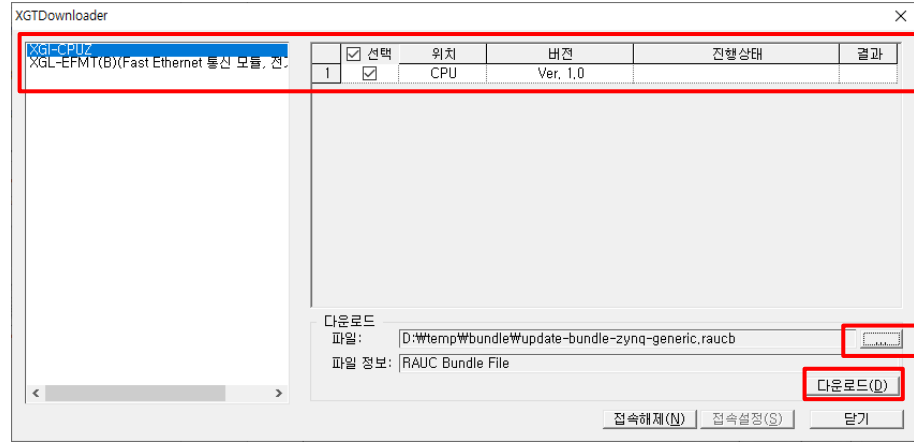 XGTDownloader
XGI-CPUZ
XGL-EFMT(B)(Fast Ethernet 통신 모듈, 전
선택 위치 버전 진행상태 결과
1 CPU Ver, 1,0
다운로드
파일: D:₩temp₩bundle₩update-bundle-zynq-generic,raucb ...
파일 정보: RAUC Bundle File
다운로드(D)
접속해제(N) 접속설정(S) 닫기